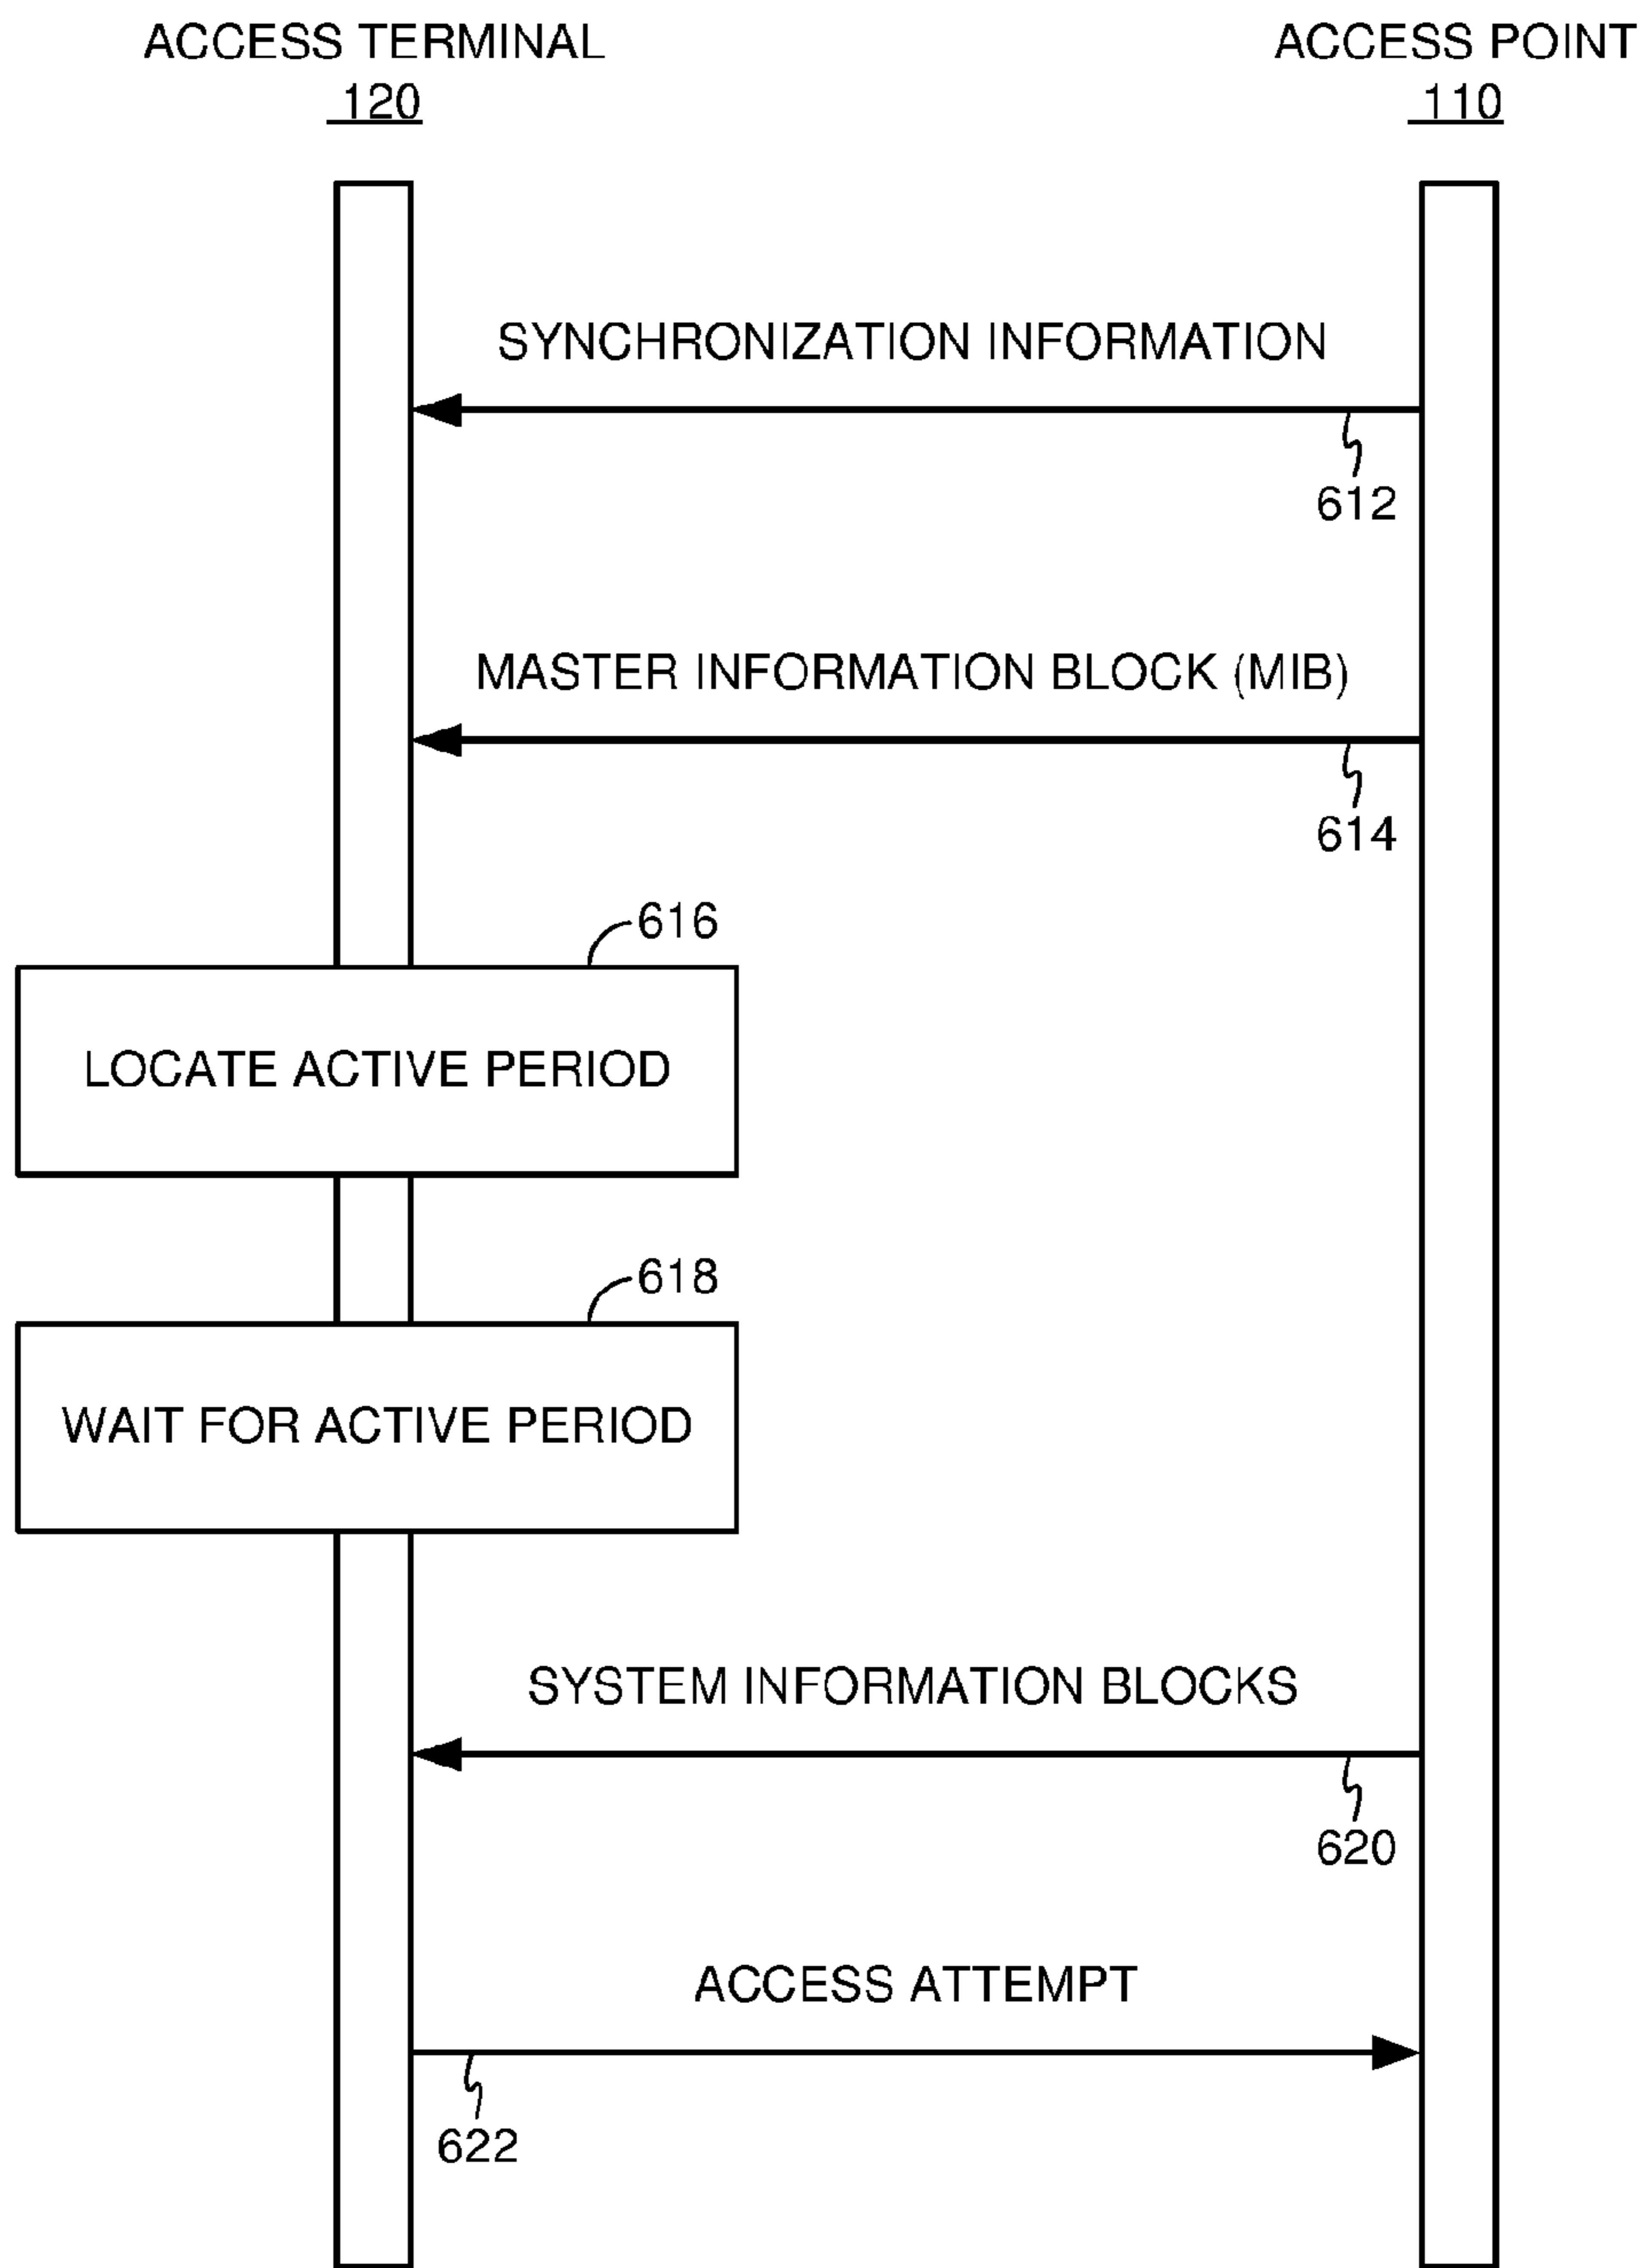 ACCESS TERMINAL
120
ACCESS POINT
110
SYNCHRONIZATION INFORMATION
612
MASTER INFORMATION BLOCK (MIB)
614
616
LOCATE ACTIVE PERIOD
618
WAIT FOR ACTIVE PERIOD
SYSTEM INFORMATION BLOCKS
620
ACCESS ATTEMPT
622